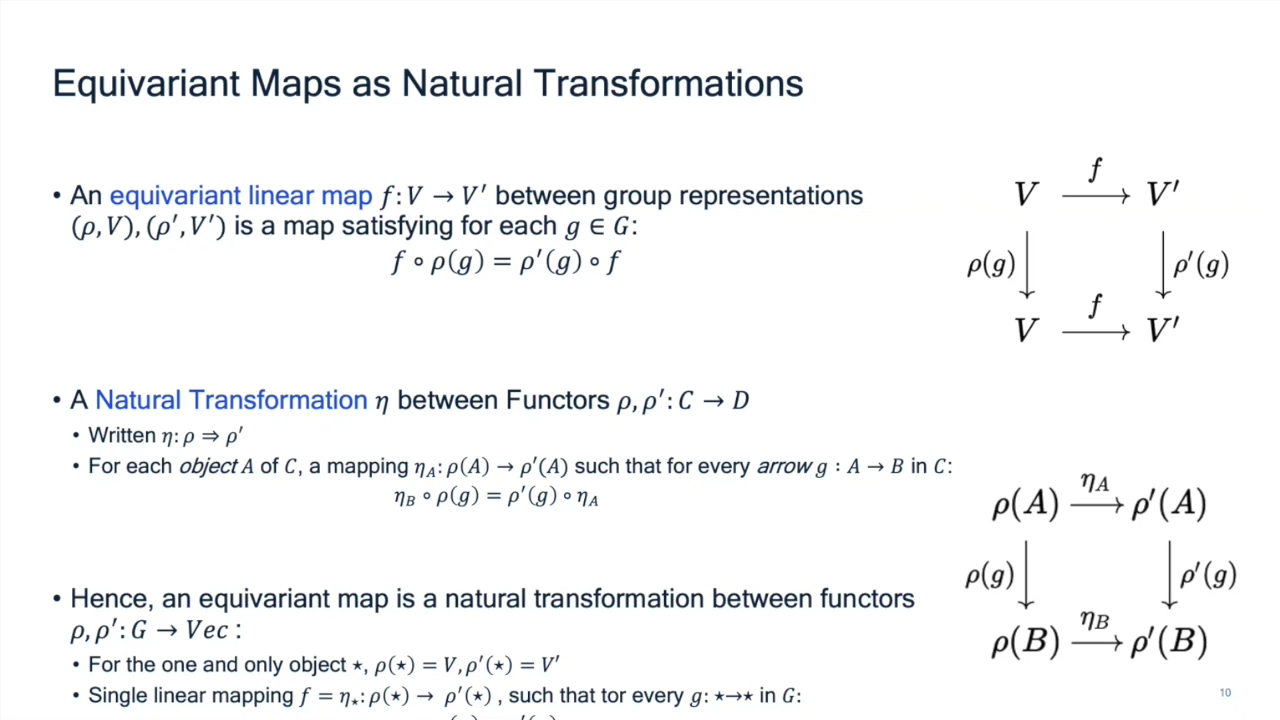 Equivariant Maps as Natural Transformations
• An equivariant linear map f: V → V′ between group representations
(ρ, V), (ρ′, V′) is a map satisfying for each g ∈ G:
f ∘ ρ(g) = ρ′(g) ∘ f
f
V → V′
ρ(g) ρ′(g)
f
V → V′
• A Natural Transformation η between Functors ρ, ρ′: C → D
• Written η: ρ ⇒ ρ′
• For each object A of C, a mapping η_A: ρ(A) → ρ′(A) such that for every arrow g : A → B in C:
η_B ∘ ρ(g) = ρ′(g) ∘ η_A
η_A
ρ(A) → ρ′(A)
ρ(g) ρ′(g)
η_B
ρ(B) → ρ′(B)
• Hence, an equivariant map is a natural transformation between functors
ρ, ρ′: G → Vec :
• For the one and only object ⋆, ρ(⋆) = V, ρ′(⋆) = V′
• Single linear mapping f = η_⋆: ρ(⋆) → ρ′(⋆) , such tor every g: ⋆→⋆ in G:
10